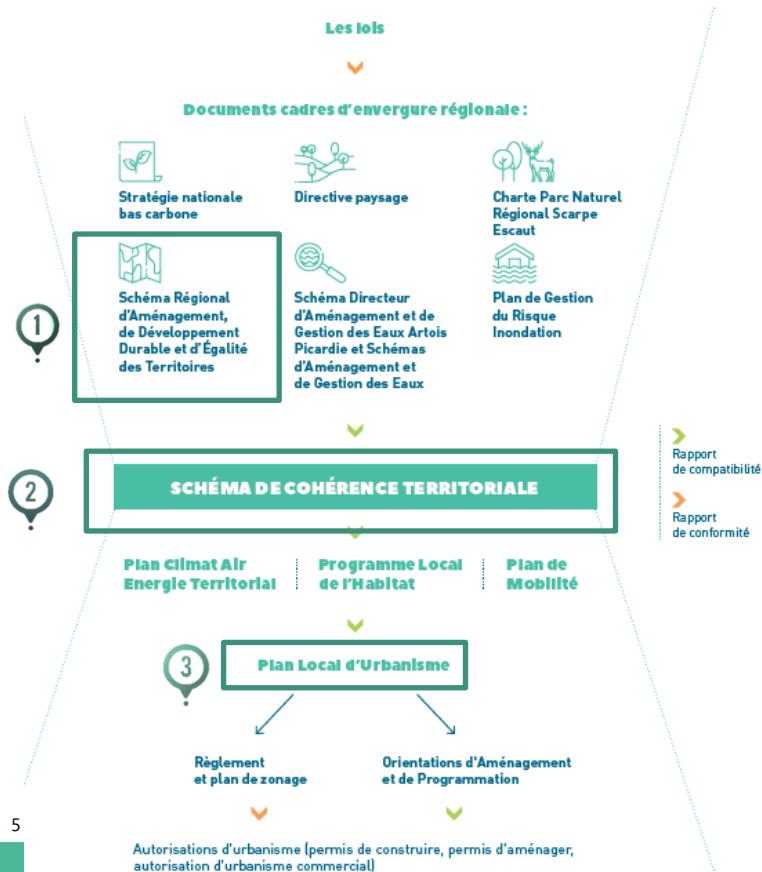 Les lois
Documents cadres d'envergure régionale :
Stratégie nationale
bas carbone
Directive paysage
Charte Parc Naturel
Régional Scarpe
Escaut
1
Schéma Régional
d'Aménagement,
de Développement
Durable et d'Égalité
des Territoires
Schéma Directeur
d'Aménagement et de
Gestion des Eaux Artois
Picardie et Schémas
d'Aménagement et
de Gestion des Eaux
Plan de Gestion
du Risque
Inondation
Rapport
de compatibilité
Rapport
de conformité
2
SCHÉMA DE COHÉRENCE TERRITORIALE
Plan Climat Air
Energie Territorial
Programme Local
de l'Habitat
Plan de
Mobilité
3
Plan Local d'Urbanisme
Règlement
et plan de zonage
Orientations d'Aménagement
et de Programmation
5
Autorisations d'urbanisme (permis de construire, permis d'aménager,
autorisation d'urbanisme commercial)